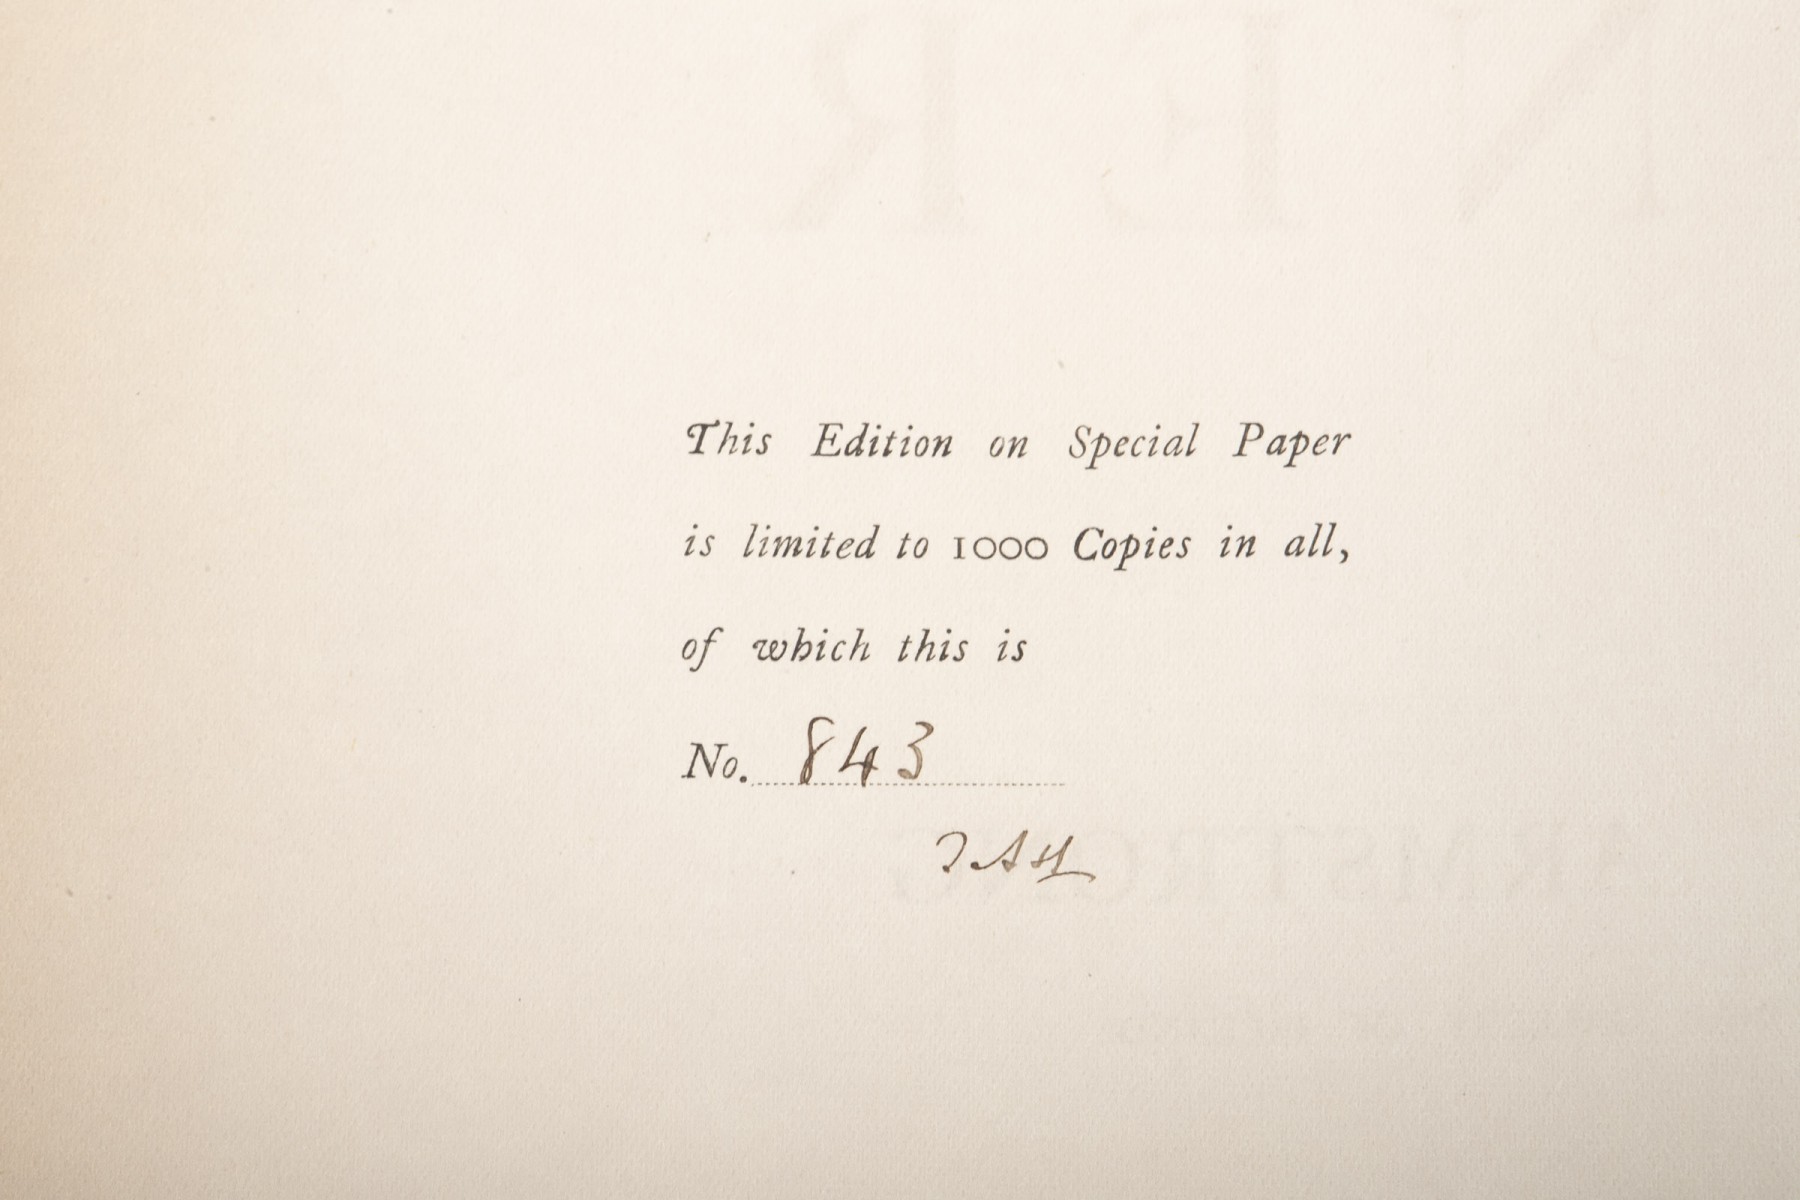 This Edition on Special Paper
is limited to 1000 Copies in all,
of which this is
No. 843